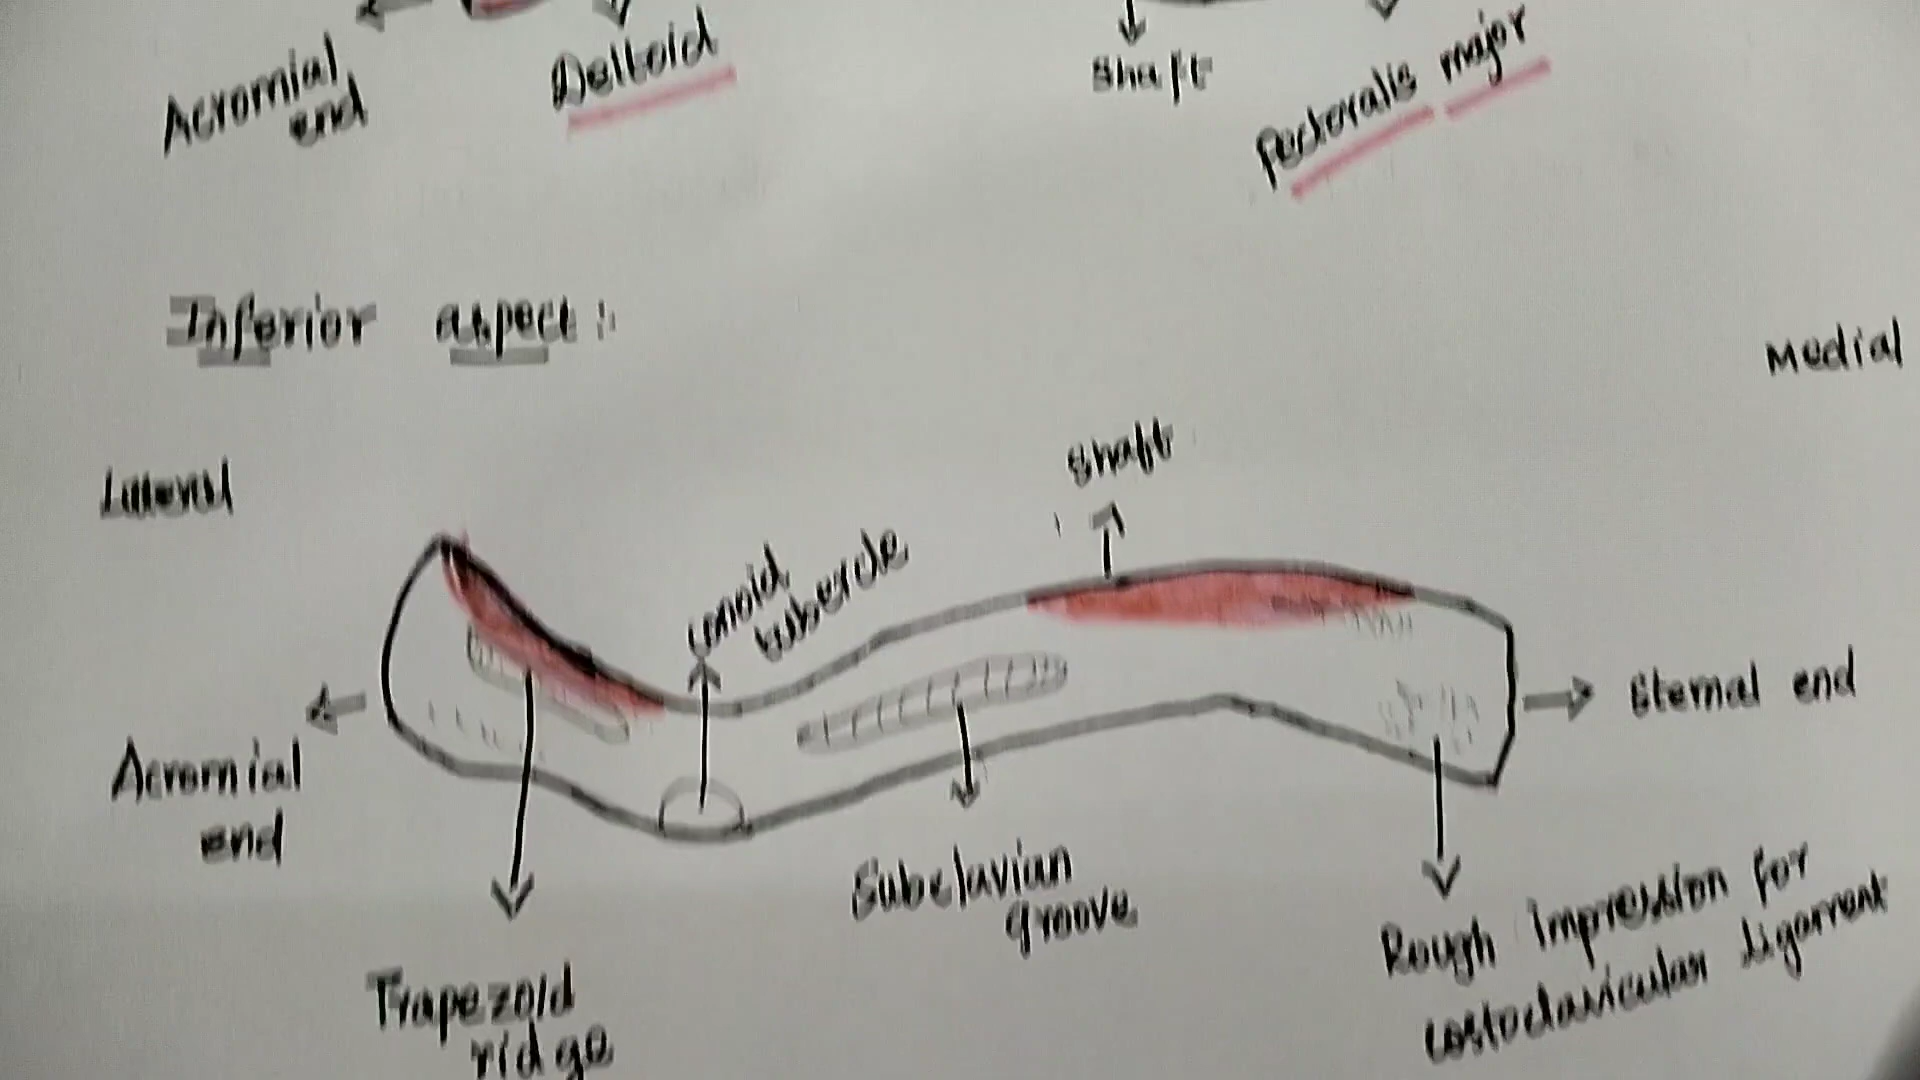 Acromial
end
Deltoid
Shaft
Pectoralis major
Inferior aspect:
Medial
Lateral
Shaft
conoid
tubercle
Acromial
end
Sternal end
Subclavian
groove
Trapezoid
ridge
Rough impression for
costoclavicular ligament